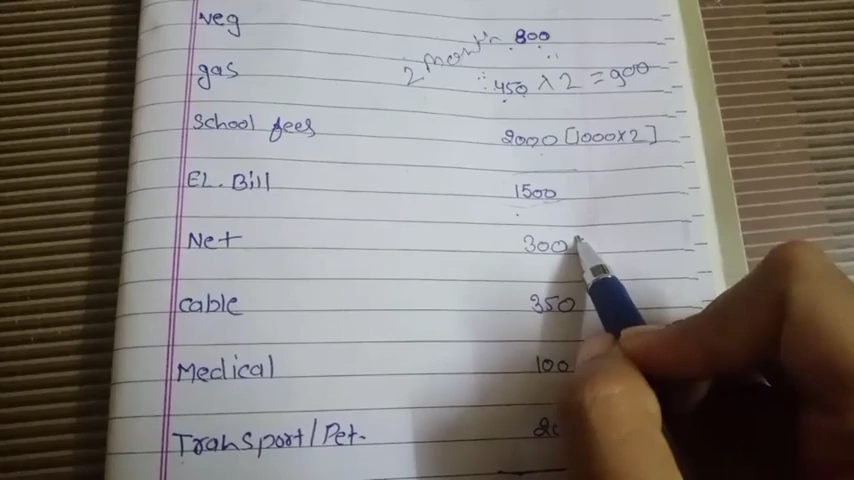 veg 800
2 month
gas 450 x 2 = 900
School fees 2000 [1000x2]
EL. Bill 1500
Net 300
cable 350
Medical 100
Transport/Pet.